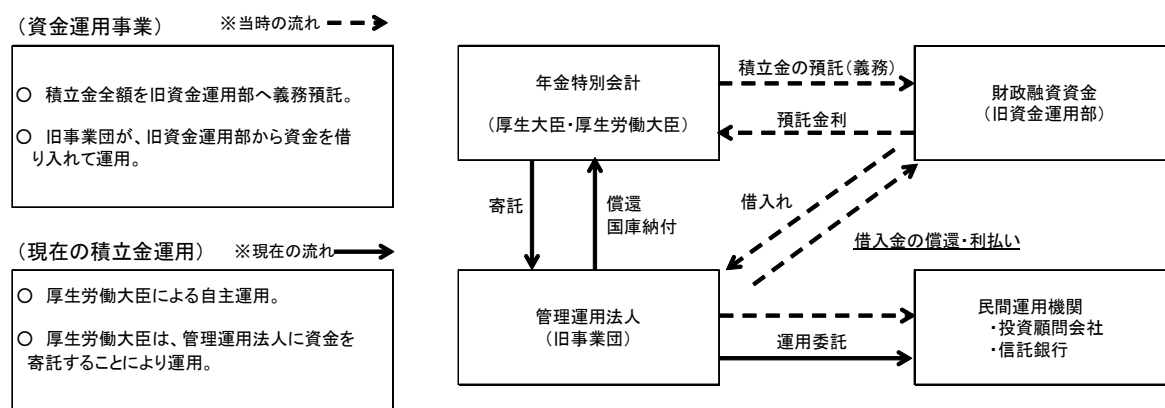 （資金運用事業）　※当時の流れ
○　積立金全額を旧資金運用部へ義務預託。
○　旧事業団が、旧資金運用部から資金を借
り入れて運用。
（現在の積立金運用）　※現在の流れ
○　厚生労働大臣による自主運用。
○　厚生労働大臣は、管理運用法人に資金を
寄託することにより運用。
年金特別会計
（厚生大臣・厚生労働大臣）
積立金の預託（義務）
預託金利
財政融資資金
（旧資金運用部）
寄託
償還
国庫納付
借入れ
借入金の償還・利払い
管理運用法人
（旧事業団）
運用委託
民間運用機関
・投資顧問会社
・信託銀行